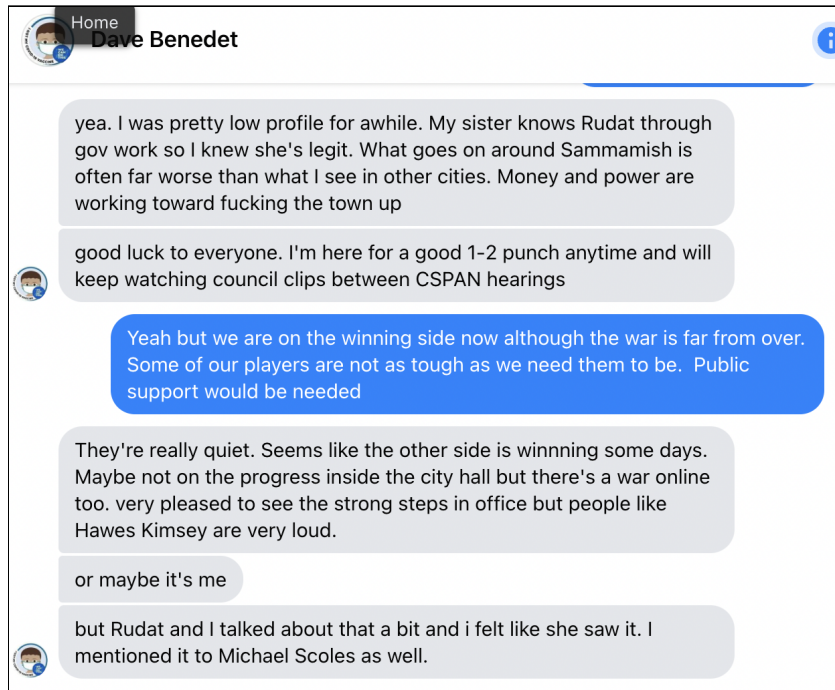 Home
Dave Benedet
yea. I was pretty low profile for awhile. My sister knows Rudat through
gov work so I knew she's legit. What goes on around Sammamish is
often far worse than what I see in other cities. Money and power are
working toward fucking the town up
good luck to everyone. I'm here for a good 1-2 punch anytime and will
keep watching council clips between CSPAN hearings
Yeah but we are on the winning side now although the war is far from over.
Some of our players are not as tough as we need them to be.  Public
support would be needed
They're really quiet. Seems like the other side is winnning some days.
Maybe not on the progress inside the city hall but there's a war online
too. very pleased to see the strong steps in office but people like
Hawes Kimsey are very loud.
or maybe it's me
but Rudat and I talked about that a bit and i felt like she saw it. I
mentioned it to Michael Scoles as well.